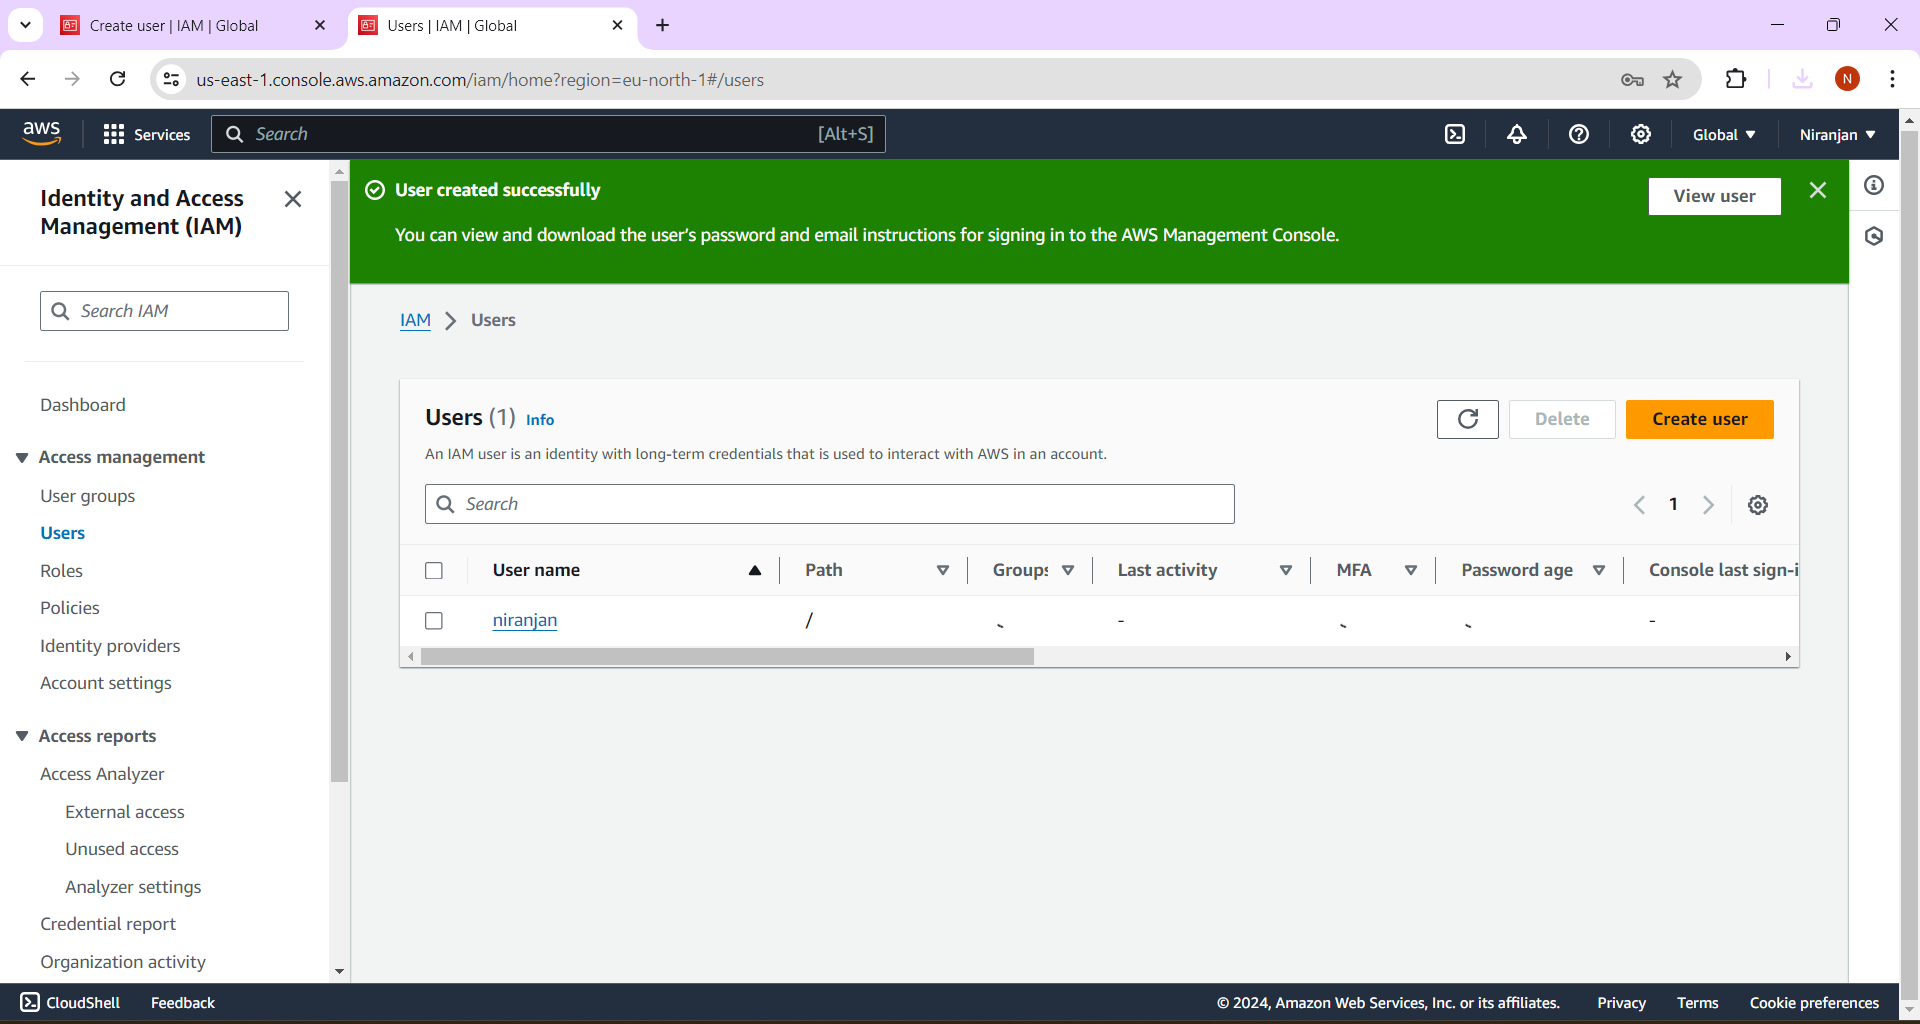 Create user | IAM | Global
Users | IAM | Global
us-east-1.console.aws.amazon.com/iam/home?region=eu-north-1#/users
N
aws
Services
Search
[Alt+S]
Global
Niranjan
Identity and Access
Management (IAM)
Search IAM
Dashboard
Access management
User groups
Users
Roles
Policies
Identity providers
Account settings
Access reports
Access Analyzer
External access
Unused access
Analyzer settings
Credential report
Organization activity
User created successfully
You can view and download the user's password and email instructions for signing in to the AWS Management Console.
View user
IAM > Users
Users (1) Info
Delete
Create user
An IAM user is an identity with long-term credentials that is used to interact with AWS in an account.
Search
1
User name Path Groups Last activity MFA Password age Console last sign-i
niranjan / - -
CloudShell
Feedback
© 2024, Amazon Web Services, Inc. or its affiliates.
Privacy
Terms
Cookie preferences